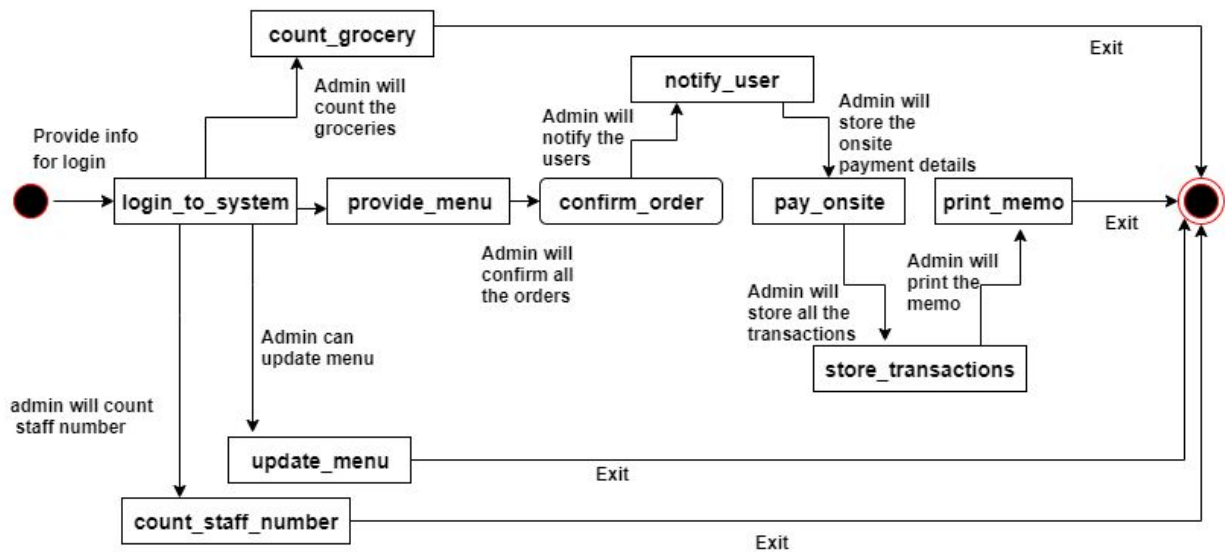 count_grocery
Exit
Admin will
count the
groceries
notify_user
Admin will
notify the
users
Admin will
store the
onsite
payment details
Provide info
for login
login_to_system
provide_menu
confirm_order
pay_onsite
print_memo
Exit
Admin will
confirm all
the orders
Admin will
store all the
transactions
Admin will
print the
memo
Admin can
update menu
store_transactions
admin will count
staff number
update_menu
Exit
count_staff_number
Exit